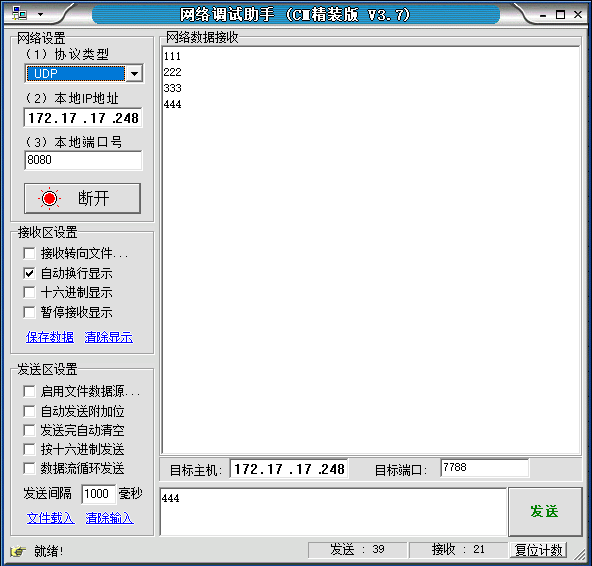 网络调试助手 (CM精装版 V3.7)
网络设置
(1) 协议类型
UDP
(2) 本地IP地址
172.17 .17 .248
(3) 本地端口号
8080
断开
接收区设置
接收转向文件...
自动换行显示
十六进制显示
暂停接收显示
保存数据 清除显示
发送区设置
启用文件数据源...
自动发送附加位
发送完自动清空
按十六进制发送
数据流循环发送
发送间隔 1000 毫秒
文件载入 清除输入
网络数据接收
111
222
333
444
目标主机: 172.17 .17 .248 目标端口: 7788
444
发送
就绪! 发送 : 39 接收 : 21 复位计数